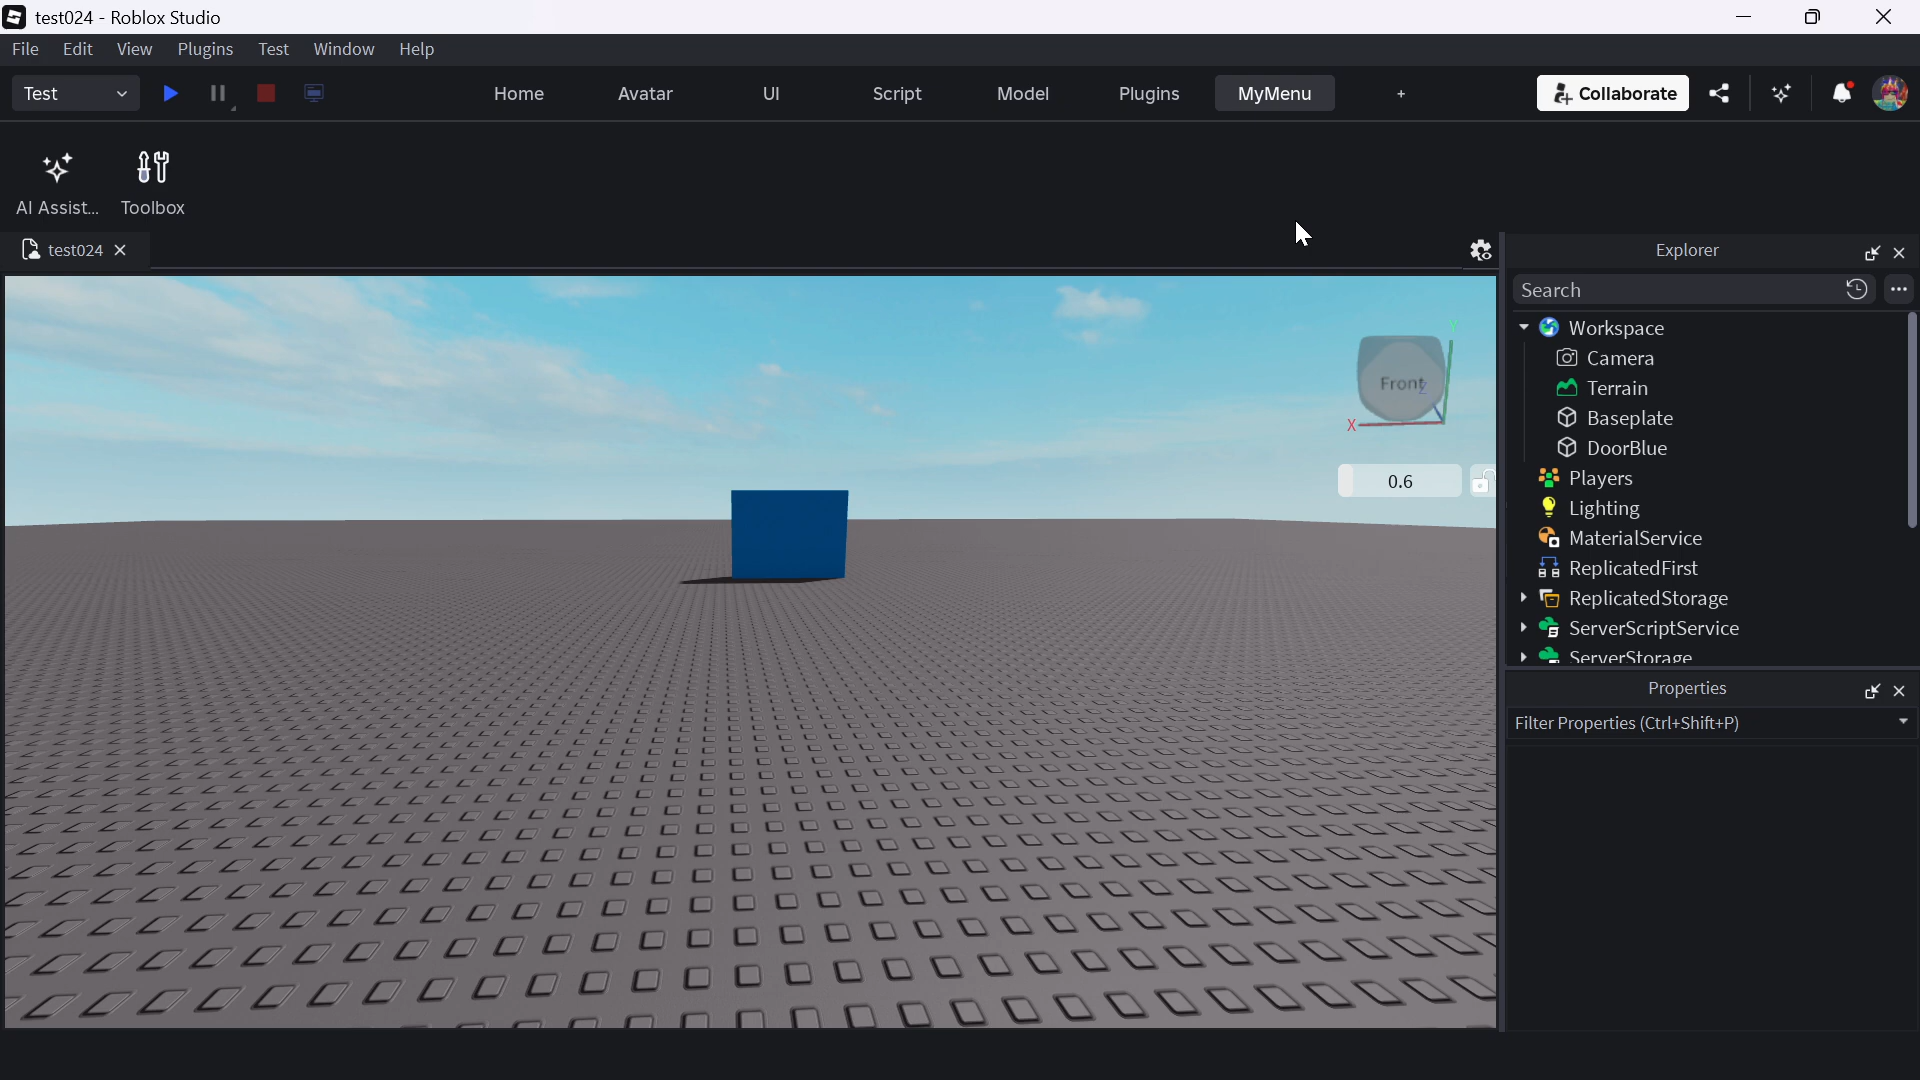 test024 - Roblox Studio
File Edit View Plugins Test Window Help
Test Home Avatar UI Script Model Plugins MyMenu + Collaborate
AI Assist... Toolbox
test024
Explorer
Search
Workspace
Camera
Terrain
Baseplate
DoorBlue
Players
Lighting
MaterialService
ReplicatedFirst
ReplicatedStorage
ServerScriptService
ServerStorage
Y
Front
Z
X
0.6
Properties
Filter Properties (Ctrl+Shift+P)